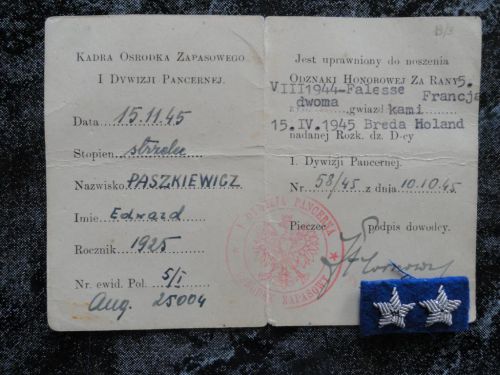 KADRA OŚRODKA ZAPASOWEGO
I DYWIZJI PANCERNEJ.
Data 15.11.45
Stopień strzelec
Nazwisko PASZKIEWICZ
Imię Edward
Rocznik 1925
Nr. ewid. Pol. S/I
Ang. 25004
Jest uprawniony do noszenia
ODZNAKI HONOROWEJ ZA RANY 5.
VIII 1944-Falesse Francja
dwoma gwiazdkami
15.IV.1945 Breda Holand
nadanej Rozk. dz. D-cy
I. Dywizji Pancernej.
Nr. 58/45 z dnia 10.10.45
Pieczęć podpis dowódcy.
I DYWIZJA PANCERNA
OŚRODEK ZAPASOWY